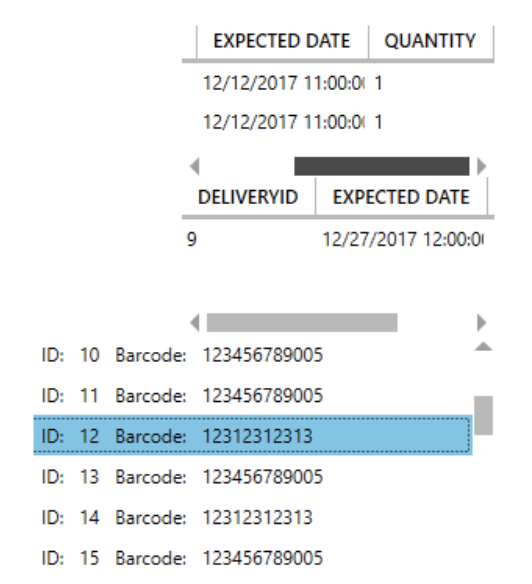 EXPECTED DATE QUANTITY
12/12/2017 11:00:0 1
12/12/2017 11:00:0 1
DELIVERYID EXPECTED DATE
9 12/27/2017 12:00:0
ID: 10 Barcode: 123456789005
ID: 11 Barcode: 123456789005
ID: 12 Barcode: 12312312313
ID: 13 Barcode: 123456789005
ID: 14 Barcode: 12312312313
ID: 15 Barcode: 123456789005